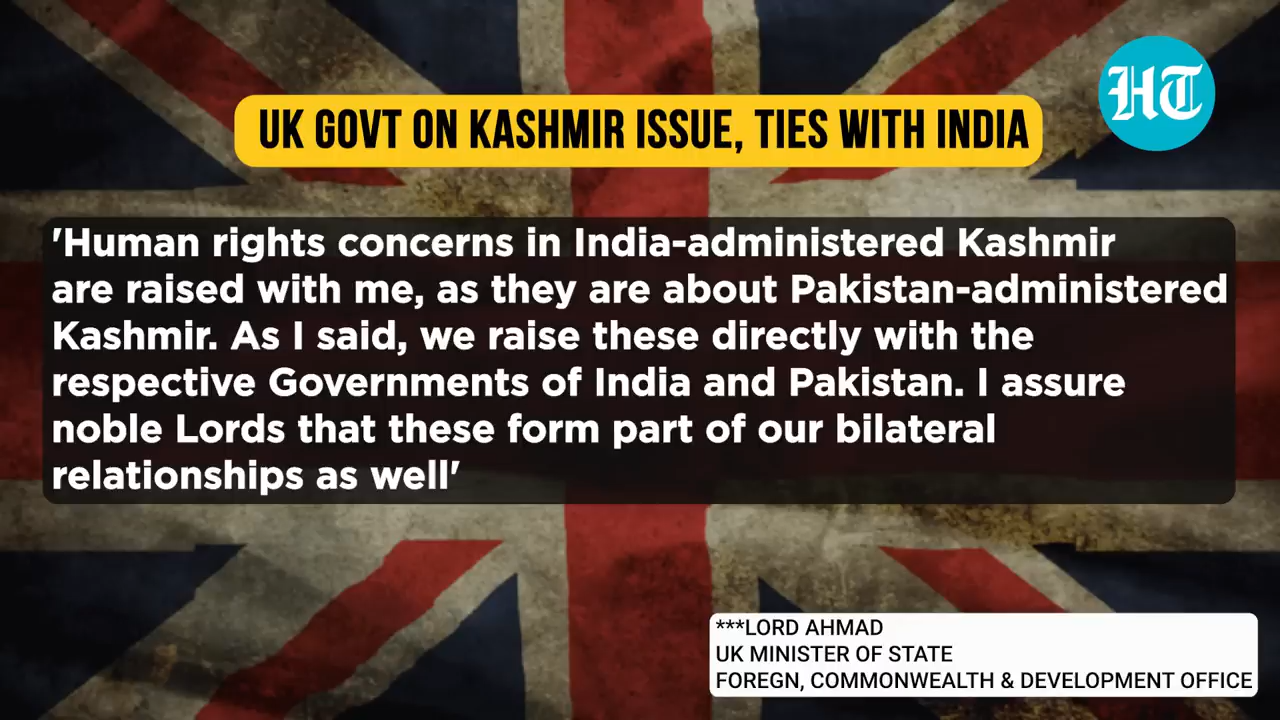 HT
UK GOVT ON KASHMIR ISSUE, TIES WITH INDIA
'Human rights concerns in India-administered Kashmir
are raised with me, as they are about Pakistan-administered
Kashmir. As I said, we raise these directly with the
respective Governments of India and Pakistan. I assure
noble Lords that these form part of our bilateral
relationships as well'
***LORD AHMAD
UK MINISTER OF STATE
FOREGN, COMMONWEALTH & DEVELOPMENT OFFICE